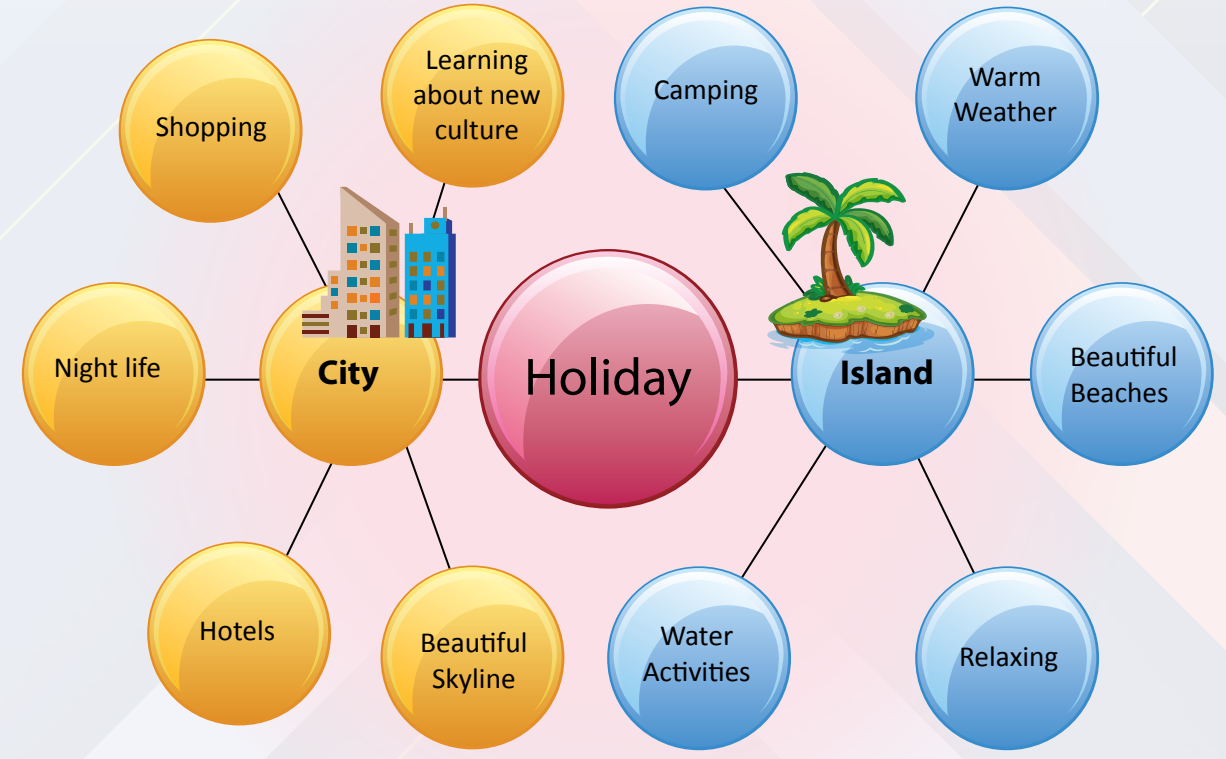 Shopping
Learning
about new
culture
Camping
Warm
Weather
Night life
City
Holiday
Island
Beautiful
Beaches
Hotels
Beautiful
Skyline
Water
Activities
Relaxing